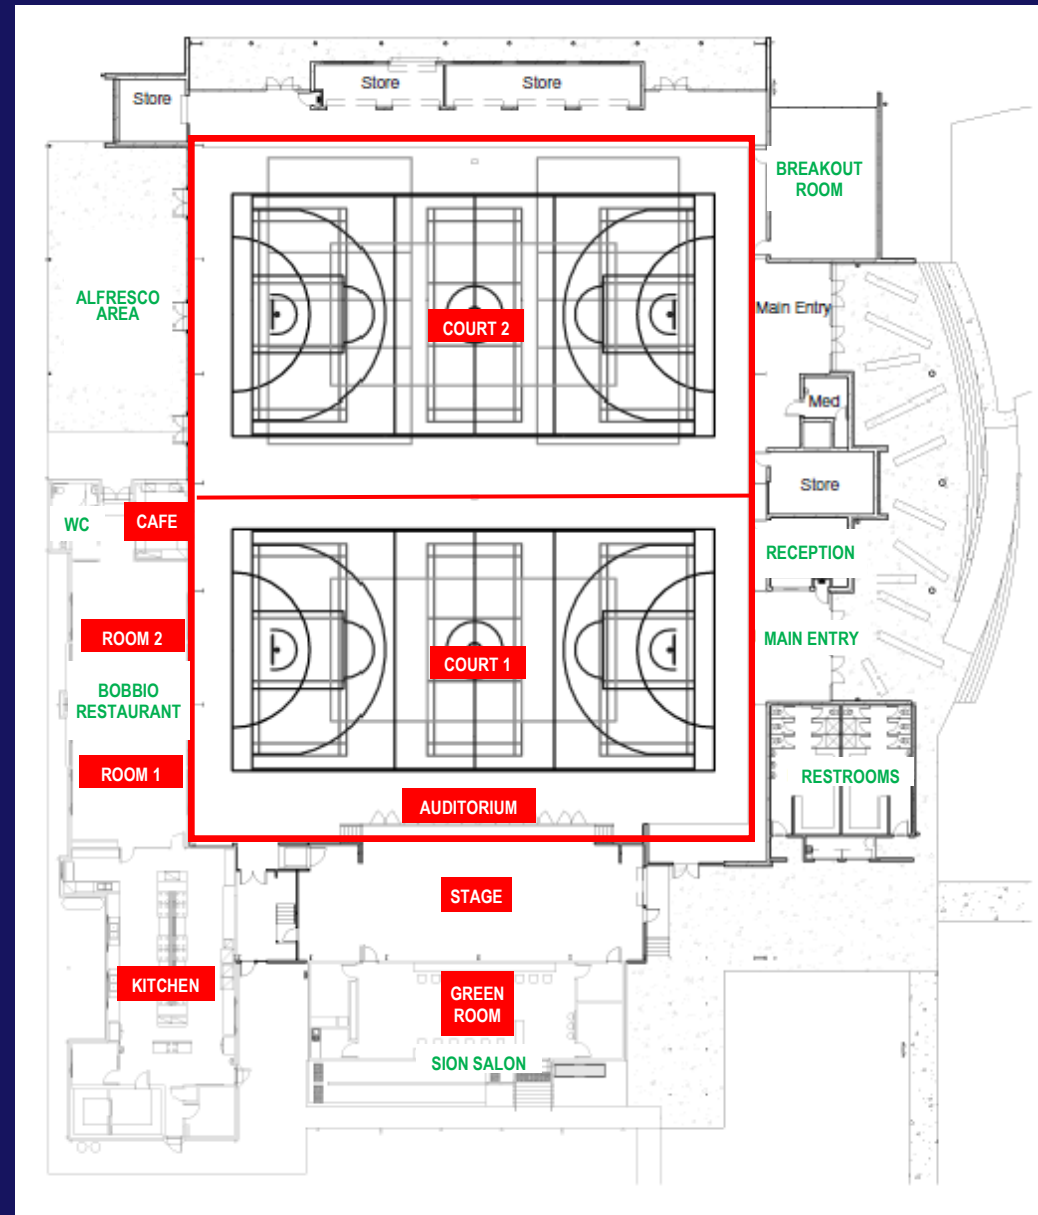 Store
Store
Store
BREAKOUT
ROOM
ALFRESCO
AREA
Main Entry
COURT 2
Med
Store
WC
CAFE
RECEPTION
ROOM 2
MAIN ENTRY
COURT 1
BOBBIO
RESTAURANT
ROOM 1
RESTROOMS
AUDITORIUM
STAGE
KITCHEN
GREEN
ROOM
SION SALON